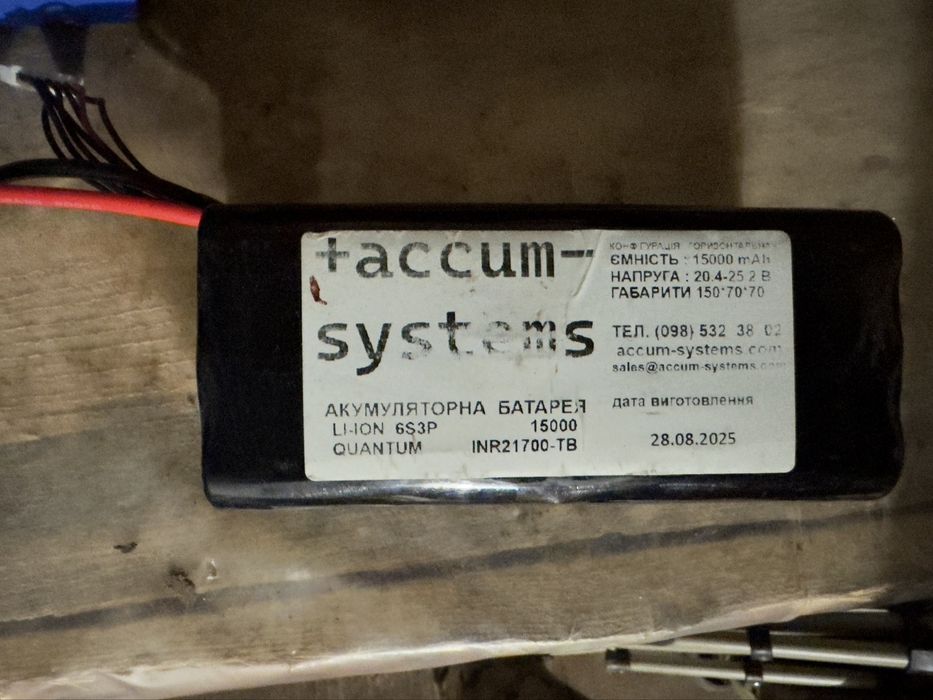 +accum-
systems
АКУМУЛЯТОРНА БАТАРЕЯ
LI-ION 6S3P 15000
QUANTUM INR21700-TB
КОНФІГУРАЦІЯ ГОРИЗОНТАЛЬНА
ЄМНІСТЬ : 15000 mAh
НАПРУГА : 20.4-25.2 В
ГАБАРИТИ 150*70*70
ТЕЛ. (098) 532 38 02
accum-systems.com
sales@accum-systems.com
дата виготовлення
28.08.2025